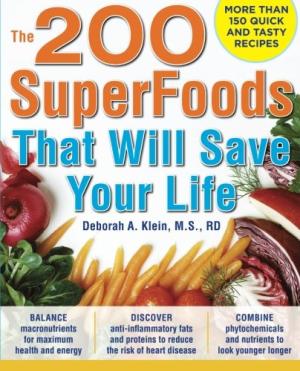 MORE THAN
150 QUICK
AND TASTY
RECIPES
The 200
SuperFoods
That Will Save
Your Life
Deborah A. Klein, M.S., RD
BALANCE
macronutrients
for maximum
health and energy
DISCOVER
anti-inflammatory fats
and proteins to reduce
the risk of heart disease
COMBINE
phytochemicals
and nutrients to
look younger longer